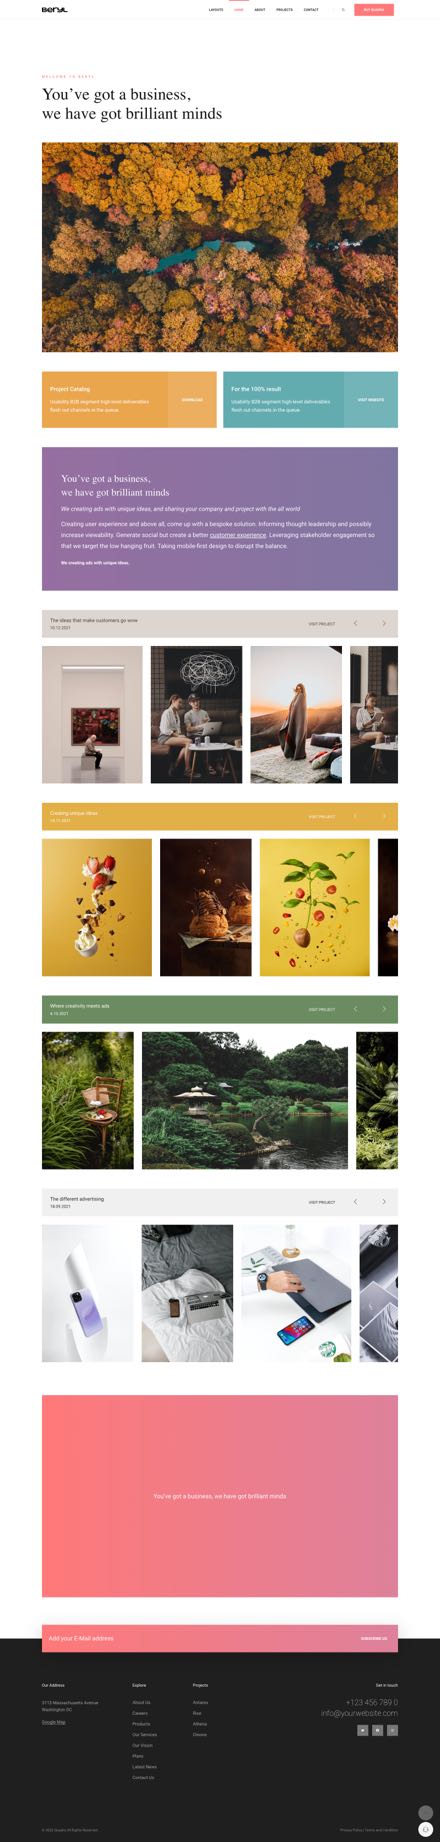 Beryl
LAYOUTS HOME ABOUT PROJECTS CONTACT
BUY QUADRA
WELCOME TO BERYL
You've got a business,
we have got brilliant minds
Project Catalog
Usability B2B segment high-level deliverables
flesh out channels in the queue.
DOWNLOAD
For the 100% result
Usability B2B segment high-level deliverables
flesh out channels in the queue.
VISIT WEBSITE
You've got a business,
we have got brilliant minds
We creating ads with unique ideas, and sharing your company and project with the all world
Creating user experience and above all, come up with a bespoke solution. Informing thought leadership and possibly
increase viewability. Generate social but create a better customer experience. Leveraging stakeholder engagement so
that we target the low hanging fruit. Taking mobile-first design to disrupt the balance.
We creating ads with unique ideas.
The ideas that make customers go wow
10.12.2021
VISIT PROJECT
Creating unique ideas
VISIT PROJECT
Where creativity meets ads
6.10.2021
VISIT PROJECT
The different advertising
18.09.2021
VISIT PROJECT
You've got a business, we have got brilliant minds
Add your E-Mail address
SUBSCRIBE US
Our Address
3113 Massachusetts Avenue
Washington DC
Google Map
Explore
About Us
Careers
Products
Our Services
Our Vision
Plans
Latest News
Contact Us
Projects
Antares
Rise
Athena
Get in touch
+123 456 789 0
info@yourwebsite.com
© 2022 Quadra. All Rights Reserved.
Privacy Policy | Terms and Condition